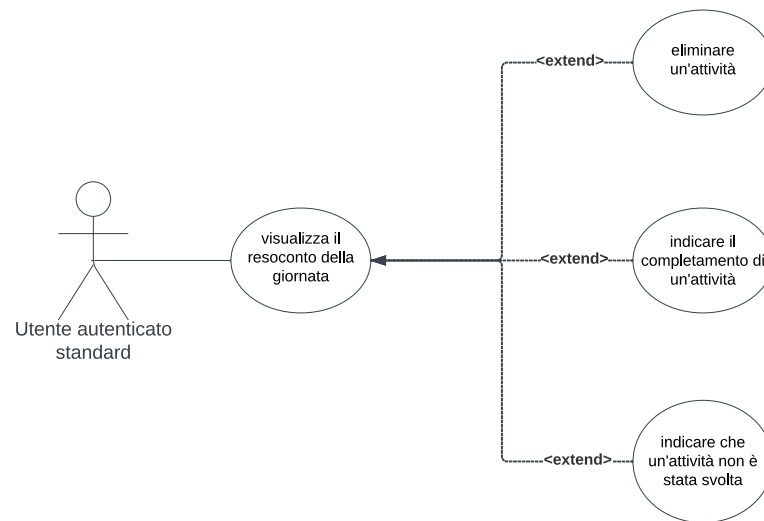 <extend>
eliminare
un'attività
visualizza il
resoconto della
giornata
<extend>
indicare il
completamento di
un'attività
Utente autenticato
standard
<extend>
indicare che
un'attività non è
stata svolta